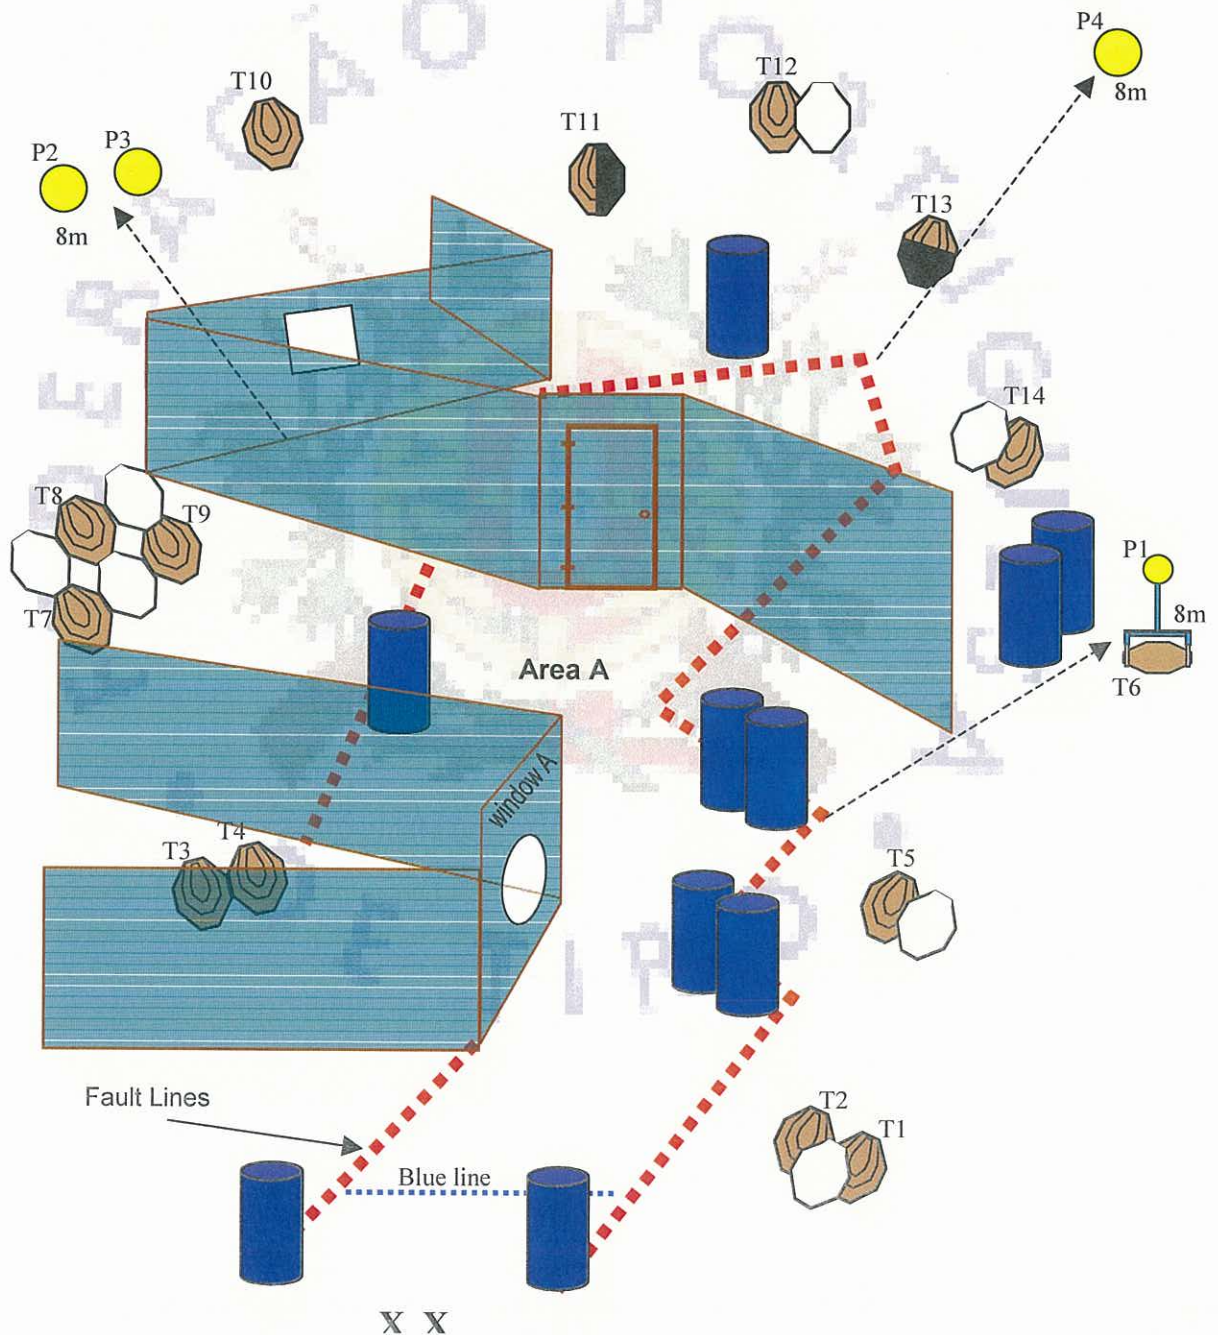 P4
8m
T10
T12
T11
P2
P3
8m
T13
T14
T8
T9
T7
P1
8m
T6
Area A
window A
T3
T4
T5
Fault Lines
T2
T1
Blue line
X X